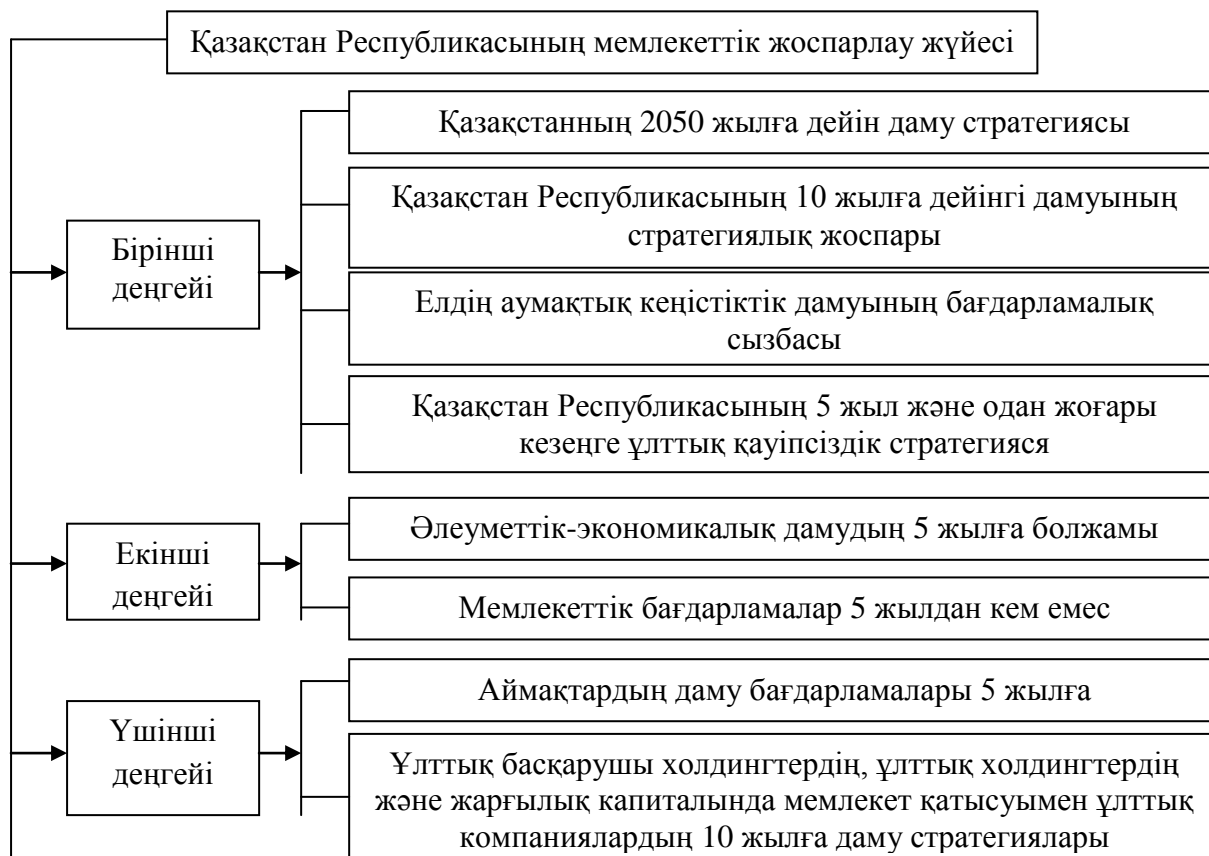 Қазақстан Республикасының мемлекеттік жоспарлау жүйесі
Бірінші
деңгейі
Қазақстанның 2050 жылға дейін даму стратегиясы
Қазақстан Республикасының 10 жылға дейінгі дамуының
стратегиялық жоспары
Елдің аумақтық кеңістіктік дамуының бағдарламалық
сызбасы
Қазақстан Республикасының 5 жыл және одан жоғары
кезеңге ұлттық қауіпсіздік стратегияся
Екінші
деңгейі
Әлеуметтік-экономикалық дамудың 5 жылға болжамы
Мемлекеттік бағдарламалар 5 жылдан кем емес
Үшінші
деңгейі
Аймақтардың даму бағдарламалары 5 жылға
Ұлттық басқарушы холдингтердің, ұлттық холдингтердің
және жарғылық капиталында мемлекет қатысуымен ұлттық
компаниялардың 10 жылға даму стратегиялары